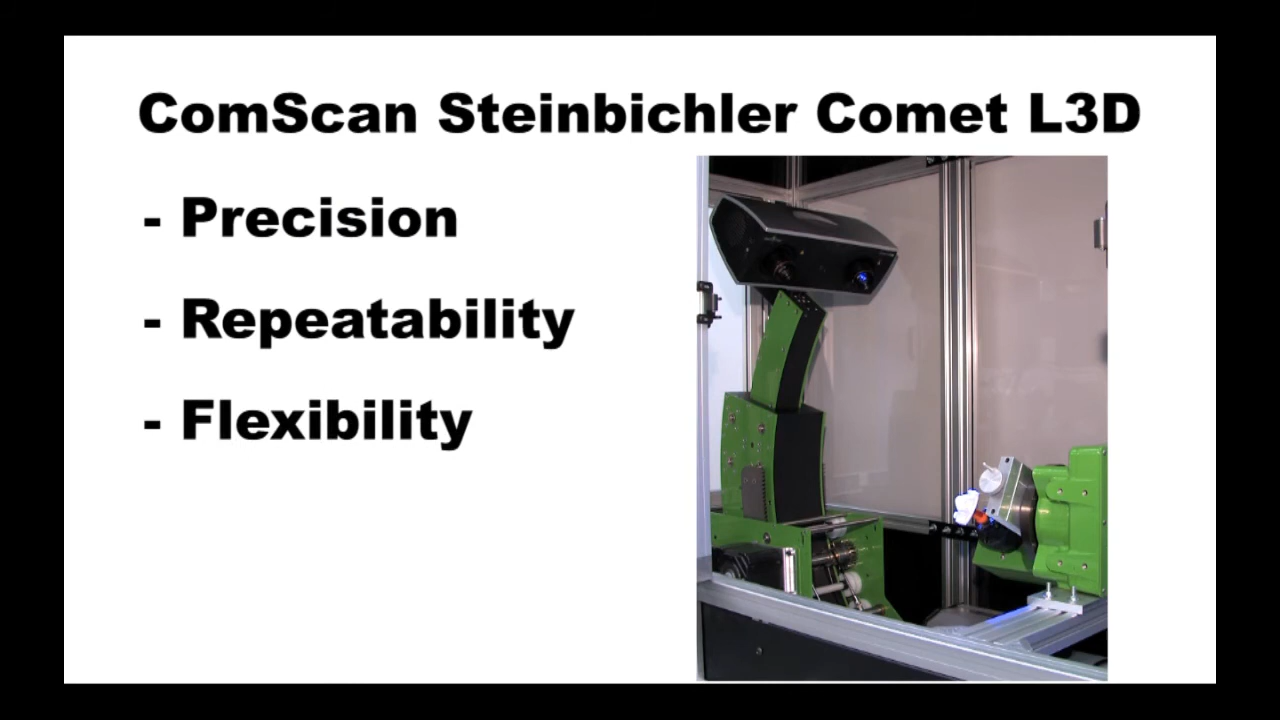 ComScan Steinbichler Comet L3D
- Precision
- Repeatability
- Flexibility